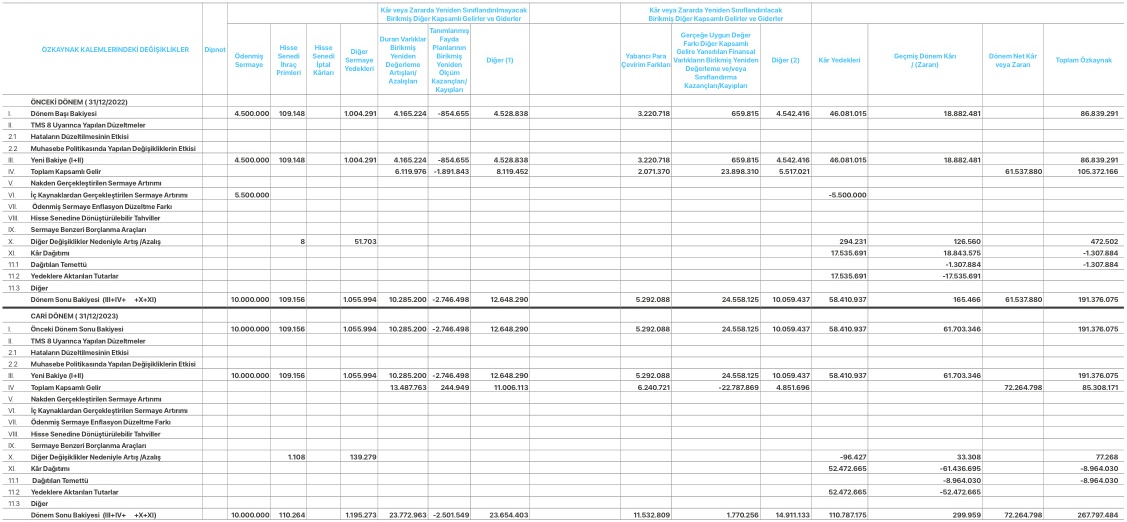 Kâr veya Zararda Yeniden Sınıflandırılmayacak Birikmiş Diğer Kapsamlı Gelirler ve Giderler
Kâr veya Zararda Yeniden Sınıflandırılacak Birikmiş Diğer Kapsamlı Gelirler ve Giderler
ÖZKAYNAK KALEMLERİNDEKİ DEĞİŞİKLİKLER Dipnot Ödenmiş Sermaye Hisse Senedi İhraç Primleri Hisse Senedi İptal Kârları Diğer Sermaye Yedekleri Duran Varlıklar Birikmiş Yeniden Değerleme Artışları/ Azalışları Tanımlanmış Fayda Planlarının Birikmiş Yeniden Ölçüm Kazançları/ Kayıpları Diğer (1) Yabancı Para Çevirim Farkları Gerçeğe Uygun Değer Farkı Diğer Kapsamlı Gelire Yansıtılan Finansal Varlıkların Birikmiş Yeniden Değerleme ve/veya Sınıflandırma Kazançları/Kayıpları Diğer (2) Kâr Yedekleri Geçmiş Dönem Kârı / (Zararı) Dönem Net Kâr veya Zararı Toplam Özkaynak
ÖNCEKİ DÖNEM ( 31/12/2022)
I. Dönem Başı Bakiyesi 4.500.000 109.148 1.004.291 4.165.224 -854.655 4.528.838 3.220.718 659.815 4.542.416 46.081.015 18.882.481 86.839.291
II. TMS 8 Uyarınca Yapılan Düzeltmeler
2.1 Hataların Düzeltilmesinin Etkisi
2.2 Muhasebe Politikasında Yapılan Değişikliklerin Etkisi
III. Yeni Bakiye (I+II) 4.500.000 109.148 1.004.291 4.165.224 -854.655 4.528.838 3.220.718 659.815 4.542.416 46.081.015 18.882.481 86.839.291
IV. Toplam Kapsamlı Gelir 6.119.976 -1.891.843 8.119.452 2.071.370 23.898.310 5.517.021 61.537.880 105.372.166
V. Nakden Gerçekleştirilen Sermaye Artırımı
VI. İç Kaynaklardan Gerçekleştirilen Sermaye Artırımı 5.500.000 -5.500.000
VII. Ödenmiş Sermaye Enflasyon Düzeltme Farkı
VIII. Hisse Senedine Dönüştürülebilir Tahviller
IX. Sermaye Benzeri Borçlanma Araçları
X. Diğer Değişiklikler Nedeniyle Artış /Azalış 8 51.703 294.231 126.560 472.502
XI. Kâr Dağıtımı 17.535.691 18.843.575 -1.307.884
11.1 Dağıtılan Temettü -1.307.884 -1.307.884
11.2 Yedeklere Aktarılan Tutarlar 17.535.691 -17.535.691
11.3 Diğer
Dönem Sonu Bakiyesi (III+IV+ +X+XI) 10.000.000 109.156 1.055.994 10.285.200 -2.746.498 12.648.290 5.292.088 24.558.125 10.059.437 58.410.937 165.466 61.537.880 191.376.075
CARİ DÖNEM ( 31/12/2023)
I. Önceki Dönem Sonu Bakiyesi 10.000.000 109.156 1.055.994 10.285.200 -2.746.498 12.648.290 5.292.088 24.558.125 10.059.437 58.410.937 61.703.346 191.376.075
II. TMS 8 Uyarınca Yapılan Düzeltmeler
2.1 Hataların Düzeltilmesinin Etkisi
2.2 Muhasebe Politikasında Yapılan Değişikliklerin Etkisi
III. Yeni Bakiye (I+II) 10.000.000 109.156 1.055.994 10.285.200 -2.746.498 12.648.290 5.292.088 24.558.125 10.059.437 58.410.937 61.703.346 191.376.075
IV Toplam Kapsamlı Gelir 13.487.763 244.949 11.006.113 6.240.721 -22.787.869 4.851.696 72.264.798 85.308.171
V. Nakden Gerçekleştirilen Sermaye Artırımı
VI. İç Kaynaklardan Gerçekleştirilen Sermaye Artırımı
VII. Ödenmiş Sermaye Enflasyon Düzeltme Farkı
VIII. Hisse Senedine Dönüştürülebilir Tahviller
IX. Sermaye Benzeri Borçlanma Araçları
X. Diğer Değişiklikler Nedeniyle Artış /Azalış 1.108 139.279 -96.427 33.308 77.268
XI. Kâr Dağıtımı 52.472.665 -61.436.695 -8.964.030
11.1 Dağıtılan Temettü -8.964.030 -8.964.030
11.2 Yedeklere Aktarılan Tutarlar 52.472.665 -52.472.665
11.3 Diğer
Dönem Sonu Bakiyesi (III+IV+ +X+XI) 10.000.000 110.264 1.195.273 23.772.963 -2.501.549 23.654.403 11.532.809 1.770.256 14.911.133 110.787.175 299.959 72.264.798 267.797.484